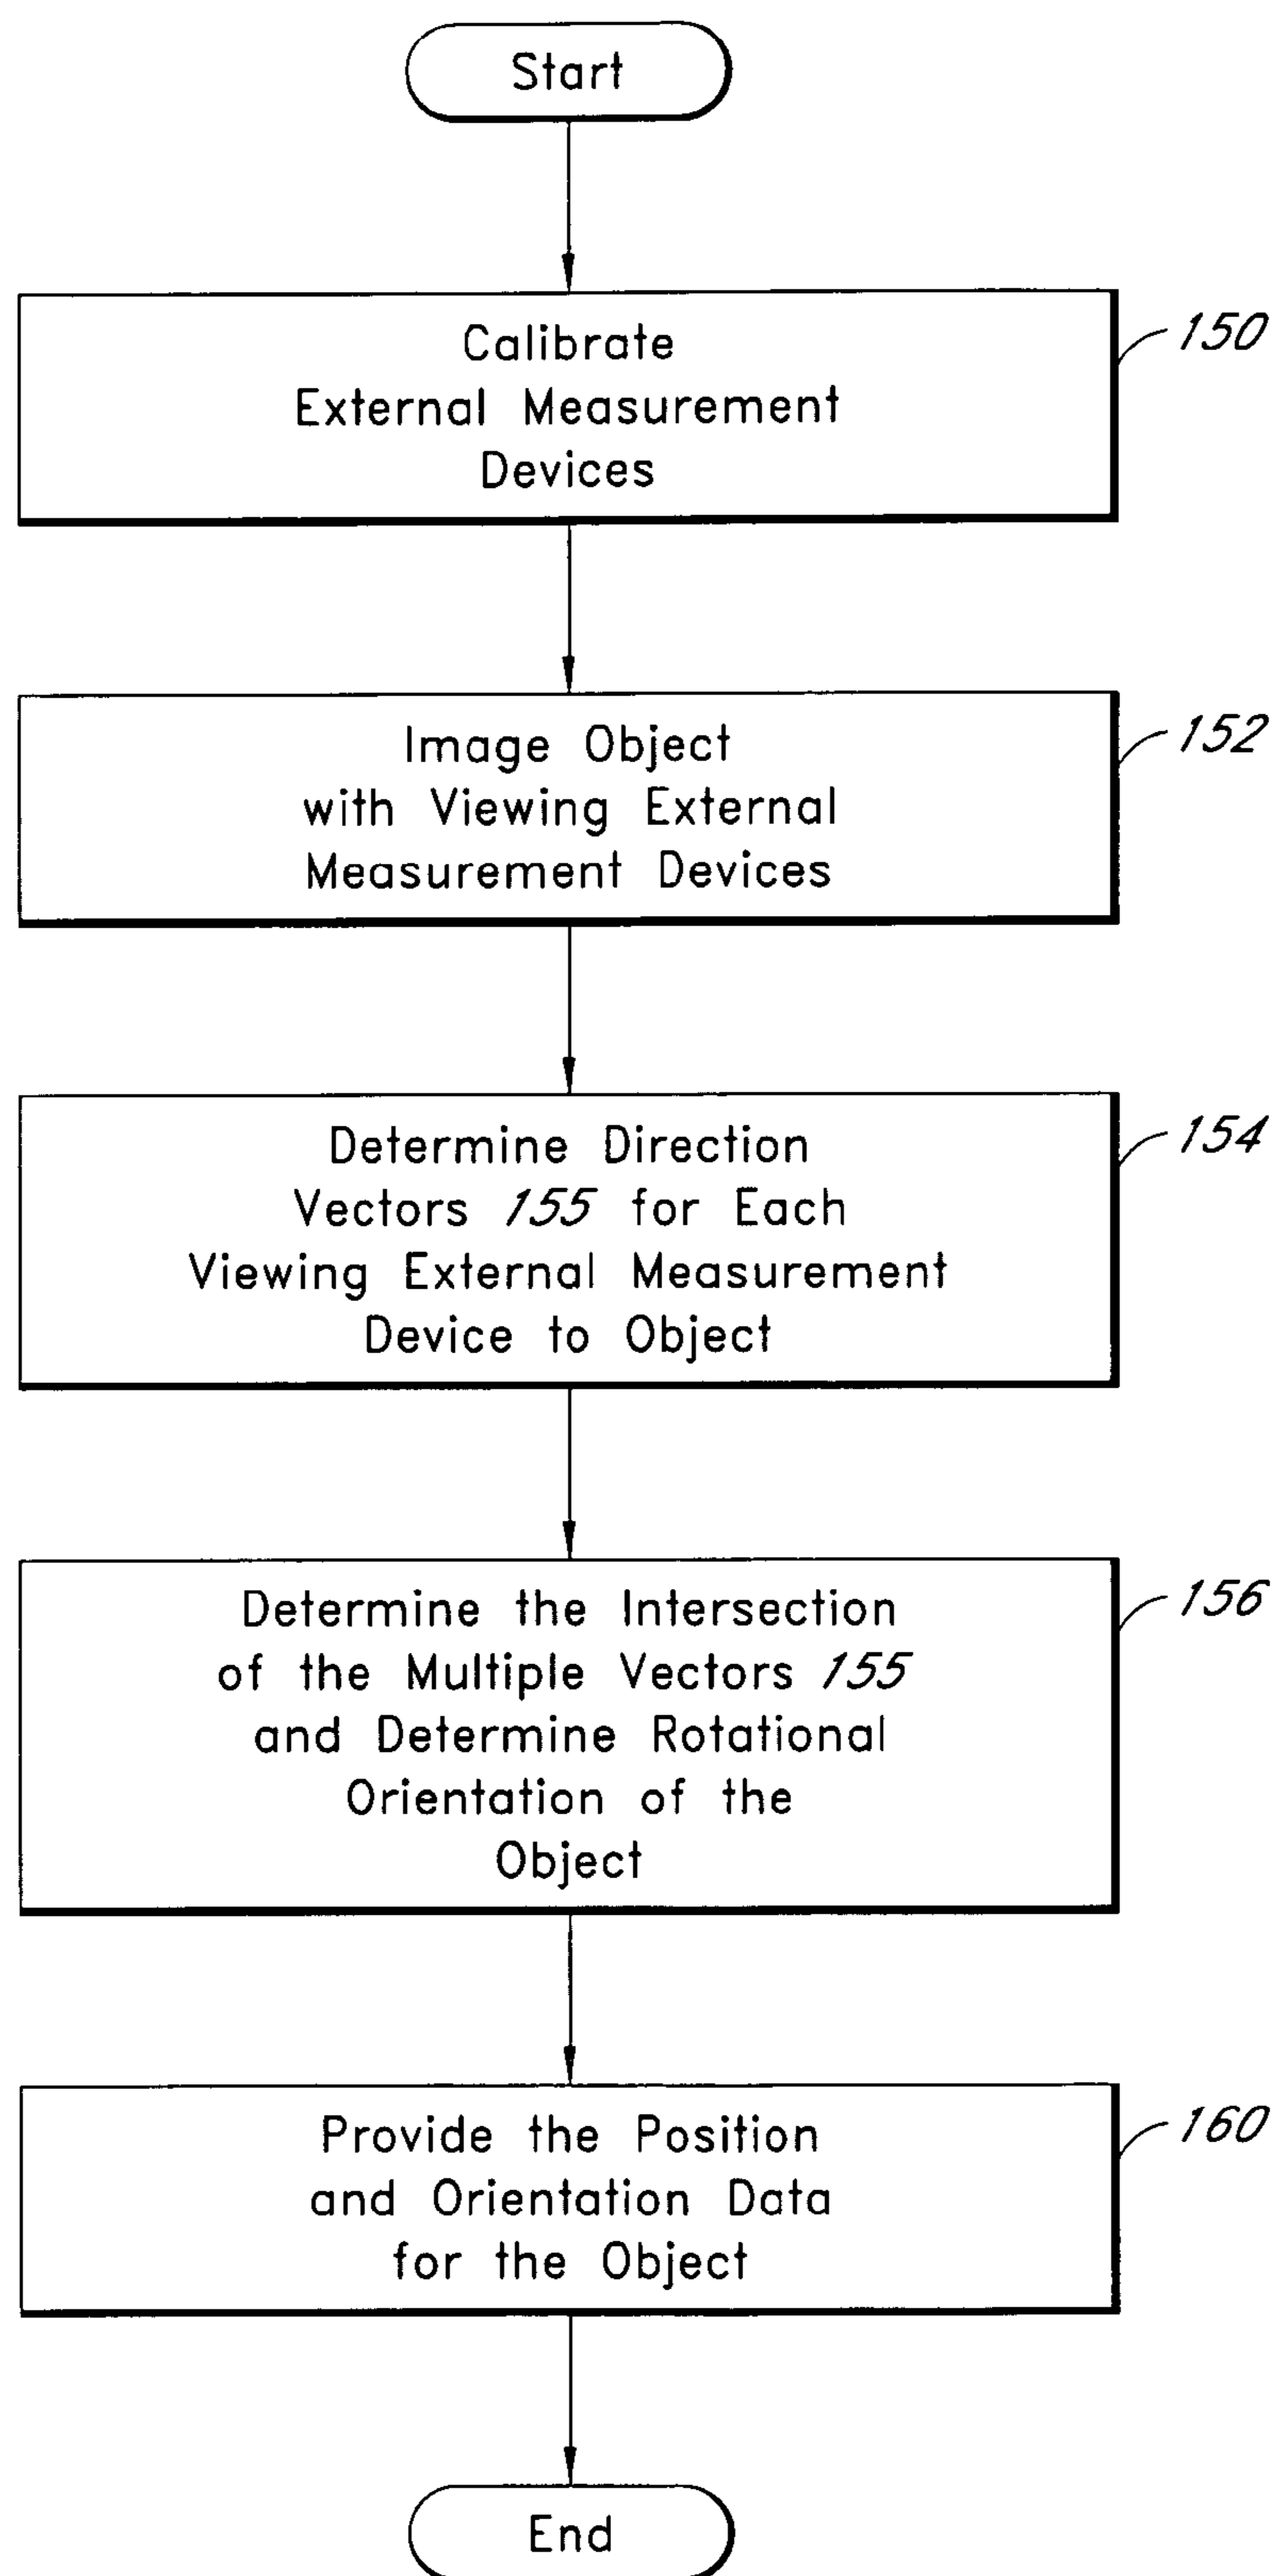 Start
Calibrate
External Measurement
Devices
150
Image Object
with Viewing External
Measurement Devices
152
Determine Direction
Vectors 155 for Each
Viewing External Measurement
Device to Object
154
Determine the Intersection
of the Multiple Vectors 155
and Determine Rotational
Orientation of the
Object
156
Provide the Position
and Orientation Data
for the Object
160
End